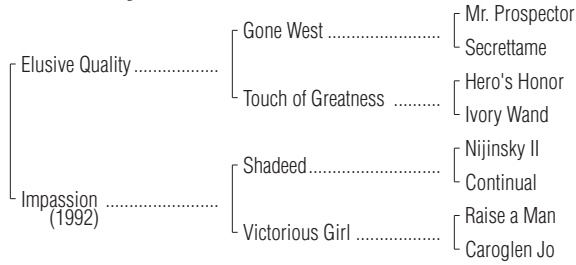 Mr. Prospector
Gone West
Secrettame
Elusive Quality
Hero's Honor
Touch of Greatness
Ivory Wand
Nijinsky II
Shadeed
Continual
Impassion
(1992)
Raise a Man
Victorious Girl
Caroglen Jo